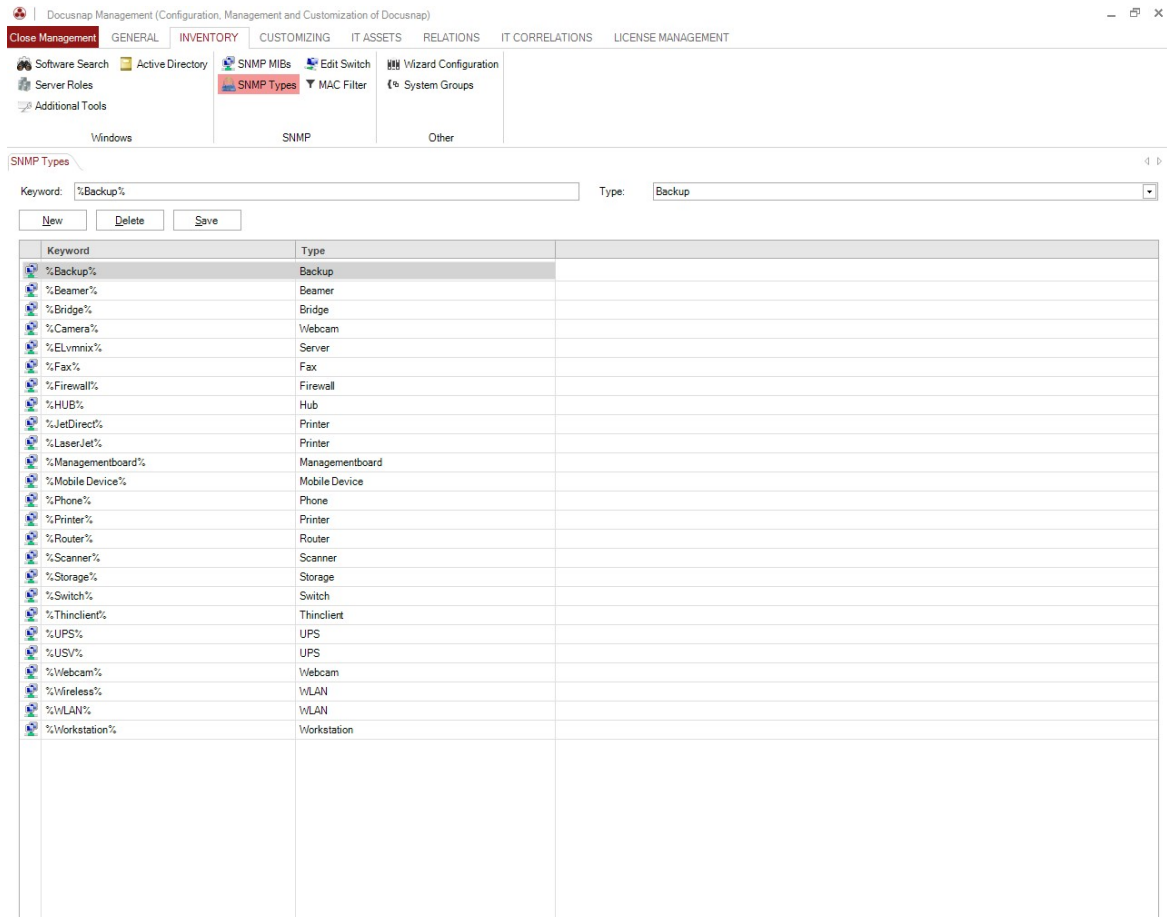 Docusnap Management (Configuration, Management and Customization of Docusnap)
Close Management GENERAL INVENTORY CUSTOMIZING IT ASSETS RELATIONS IT CORRELATIONS LICENSE MANAGEMENT
Software Search Active Directory SNMP MIBs Edit Switch Wizard Configuration
Server Roles SNMP Types MAC Filter System Groups
Additional Tools
Windows SNMP Other
SNMP Types
Keyword: %Backup% Type: Backup
New Delete Save
Keyword Type
%Backup% Backup
%Beamer% Beamer
%Bridge% Bridge
%Camera% Webcam
%ELvmnix% Server
%Fax% Fax
%Firewall% Firewall
%HUB% Hub
%JetDirect% Printer
%LaserJet% Printer
%Managementboard% Managementboard
%Mobile Device% Mobile Device
%Phone% Phone
%Printer% Printer
%Router% Router
%Scanner% Scanner
%Storage% Storage
%Switch% Switch
%Thinclient% Thinclient
%UPS% UPS
%USV% UPS
%Webcam% Webcam
%Wireless% WLAN
%WLAN% WLAN
%Workstation% Workstation